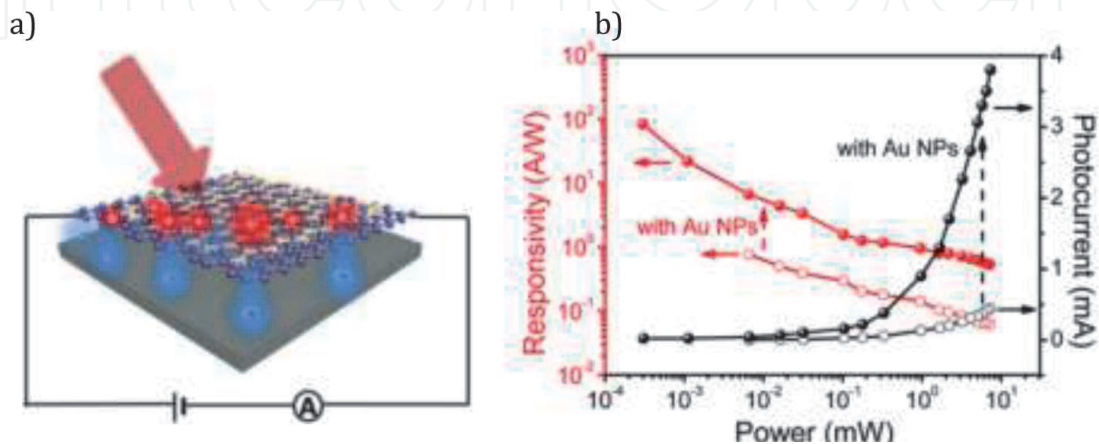 a)
A
b)
Responsivity (A/W)
10³
10²
10¹
10⁰
10⁻¹
10⁻²
with Au NPs
with Au NPs
4
3
2
1
0
Photocurrent (mA)
10⁻⁴ 10⁻³ 10⁻² 10⁻¹ 10⁰ 10¹
Power (mW)